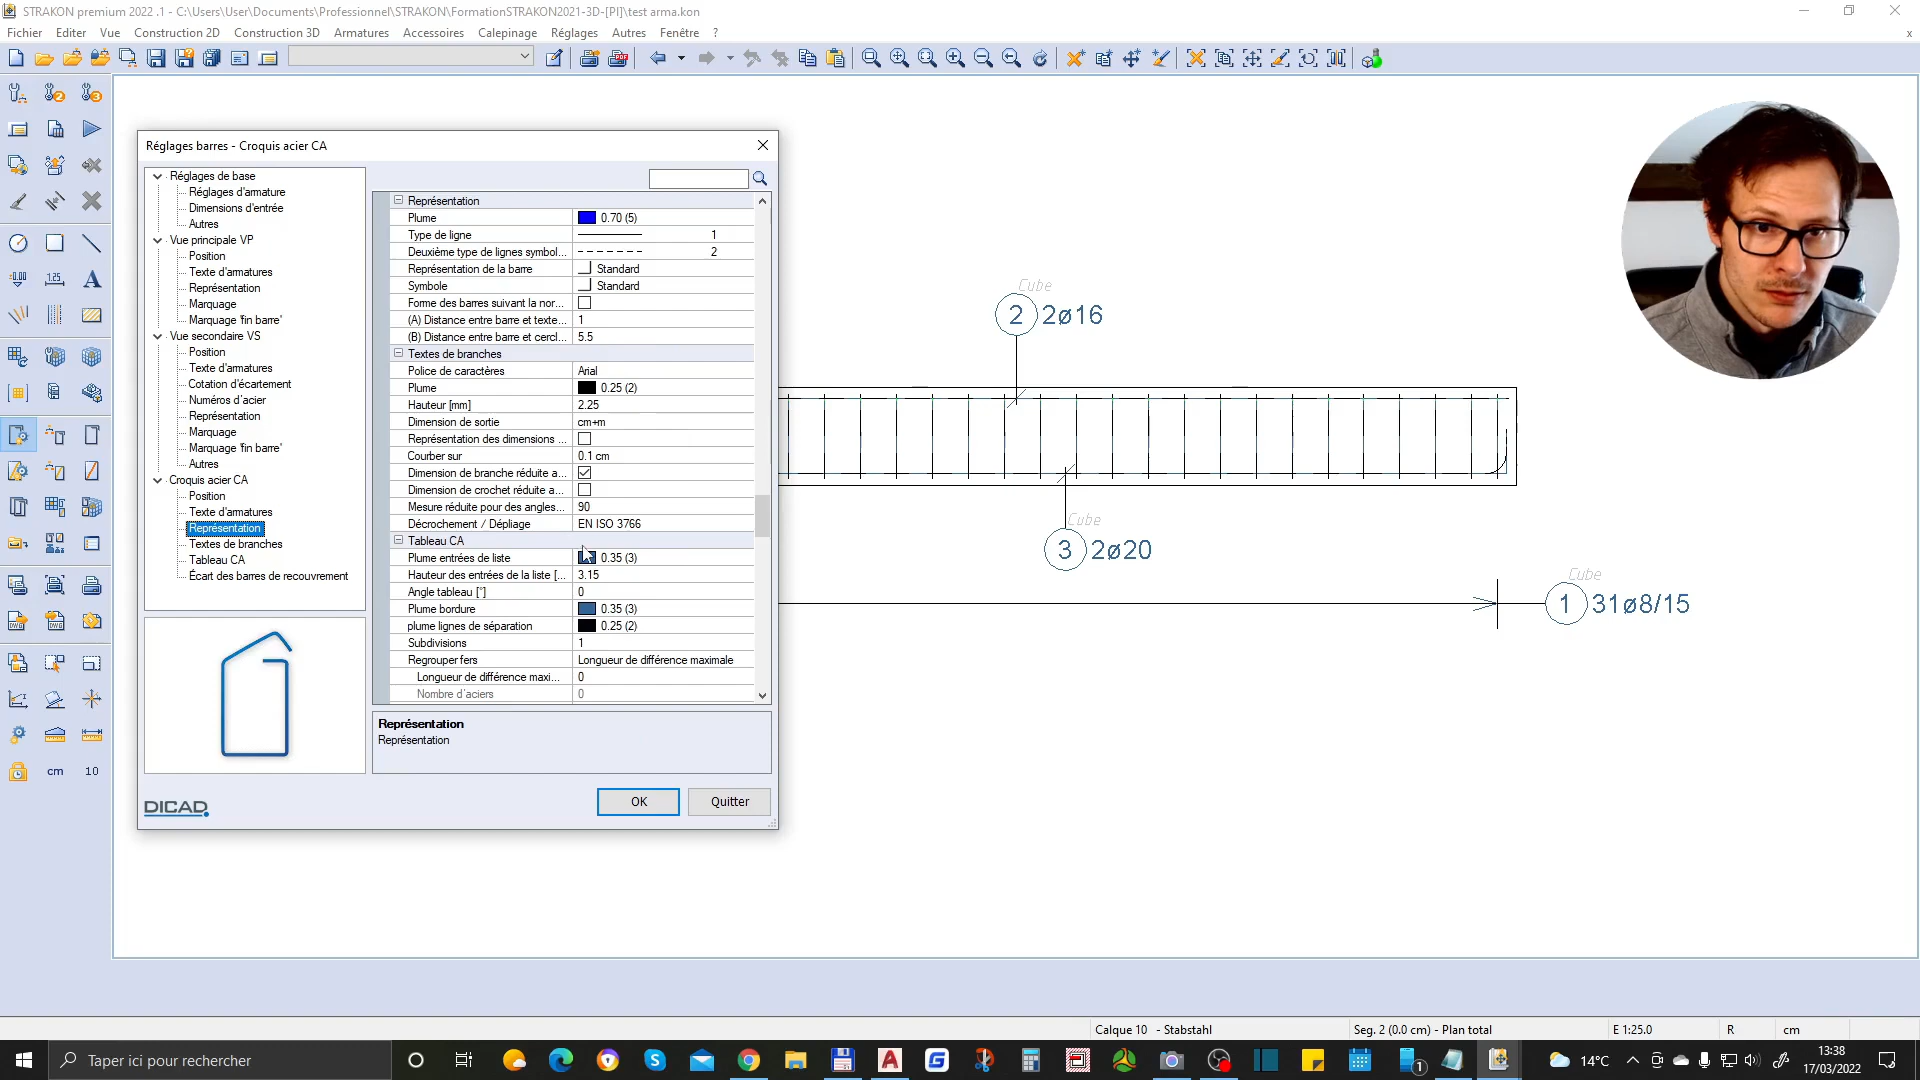 STRAKON premium 2022 .1 - C:\Users\User\Documents\Professionnel\STRAKON\FormationSTRAKON2021-3D-[PI]\test arma.kon
Fichier Editer Vue Construction 2D Construction 3D Armatures Accessoires Calepinage Réglages Autres Fenêtre ?
Réglages barres - Croquis acier CA
Réglages de base
Réglages d'armature
Dimensions d'entrée
Autres
Vue principale VP
Position
Texte d'armatures
Représentation
Marquage
Marquage 'fin barre'
Vue secondaire VS
Position
Texte d'armatures
Cotation d'écartement
Numéros d'acier
Représentation
Marquage
Marquage 'fin barre'
Autres
Croquis acier CA
Position
Texte d'armatures
Représentation
Textes de branches
Tableau CA
Écart des barres de recouvrement
Représentation
Plume 0.70 (5)
Type de ligne 1
Deuxième type de lignes symbol... 2
Représentation de la barre Standard
Symbole Standard
Forme des barres suivant la nor...
(A) Distance entre barre et texte... 1
(B) Distance entre barre et cercl... 5.5
Textes de branches
Police de caractères Arial
Plume 0.25 (2)
Hauteur [mm] 2.25
Dimension de sortie cm+m
Représentation des dimensions ...
Courber sur 0.1 cm
Dimension de branche réduite a...
Dimension de crochet réduite a...
Mesure réduite pour des angles... 90
Décrochement / Dépliage EN ISO 3766
Tableau CA
Plume entrées de liste 0.35 (3)
Hauteur des entrées de la liste [... 3.15
Angle tableau [°] 0
Plume bordure 0.35 (3)
plume lignes de séparation 0.25 (2)
Subdivisions 1
Regrouper fers Longueur de différence maximale
Longueur de différence maxi... 0
Nombre d'aciers 0
Représentation
Représentation
DICAD
OK Quitter
Cube
2 2ø16
Cube
3 2ø20
Cube
1 31ø8/15
cm 10
Calque 10 - Stabstahl Seg. 2 (0.0 cm) - Plan total E 1:25.0 R cm
Taper ici pour rechercher
14°C
13:38
17/03/2022